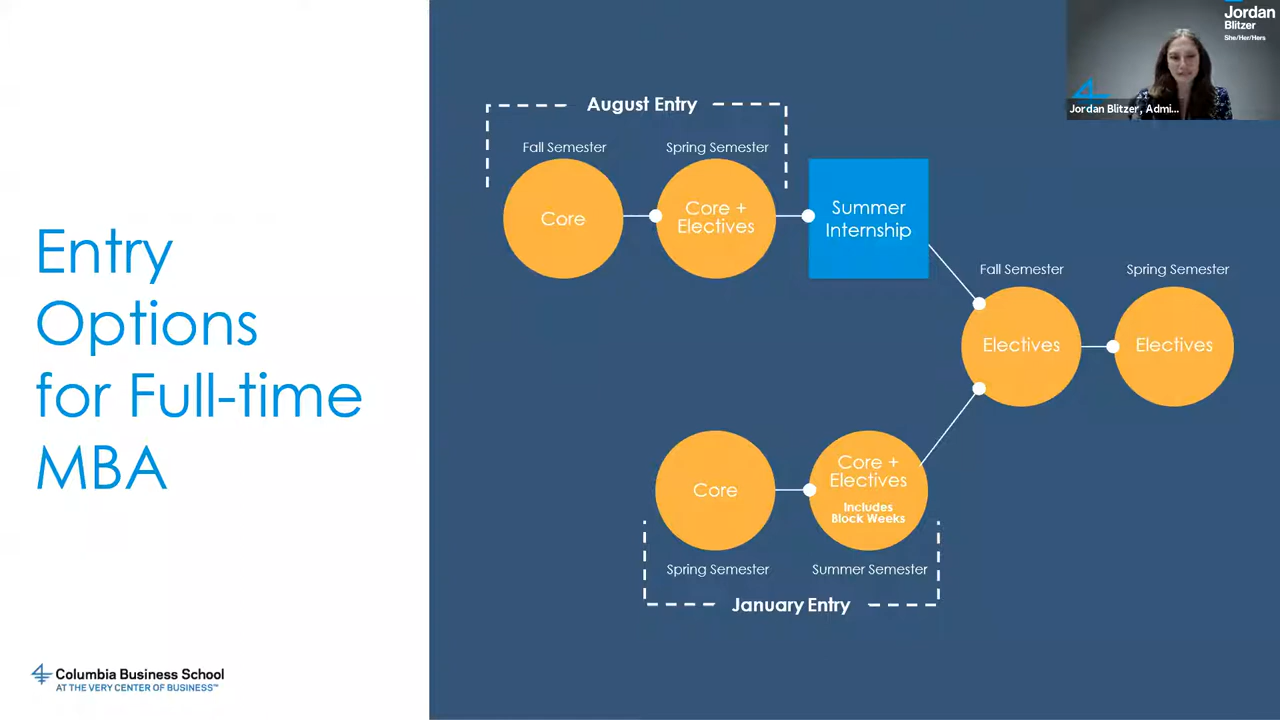 Entry
Options
for Full-time
MBA
Columbia Business School
AT THE VERY CENTER OF BUSINESS™
August Entry
Fall Semester
Spring Semester
Core
Core +
Electives
Summer
Internship
Fall Semester
Spring Semester
Electives
Electives
Core
Core +
Electives
Includes
Block Weeks
Spring Semester
Summer Semester
January Entry
Jordan
Blitzer
She/Her/Hers
Jordan Blitzer, Admi...